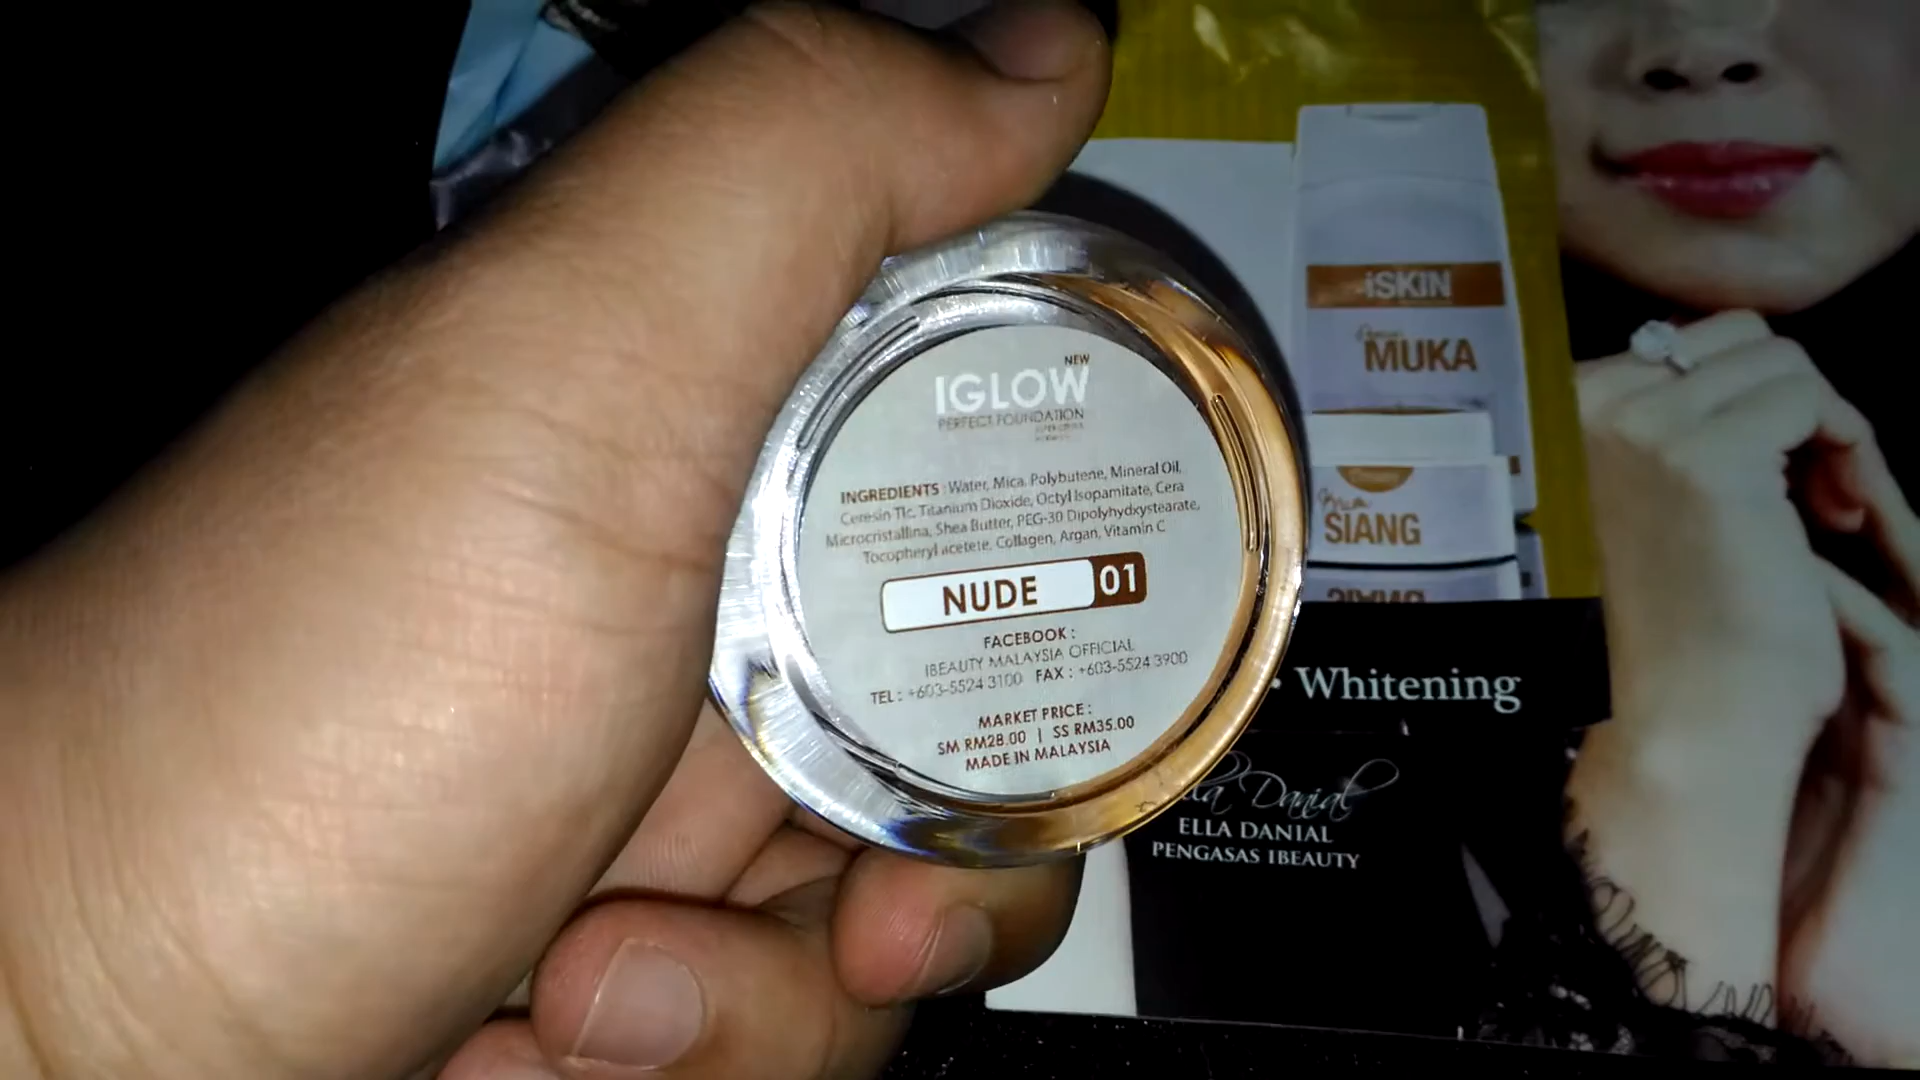 NEW
IGLOW
PERFECT FOUNDATION
INGREDIENTS : Water, Mica, Polybutene, Mineral Oil,
Ceresin Tlc, Titanium Dioxide, Octyl Isopamitate, Cera
Microcristallina, Shea Butter, PEG-30 Dipolyhydxystearate,
Tocopheryl acetete, Collagen, Argan, Vitamin C
NUDE 01
FACEBOOK :
IBEAUTY MALAYSIA OFFICIAL
TEL : +603-5524 3100 FAX : +603-5524 3900
MARKET PRICE :
SM RM28.00 | SS RM35.00
MADE IN MALAYSIA
iSKIN
MUKA
SIANG
SIANG
• Whitening
Danial
ELLA DANIAL
PENGASAS IBEAUTY